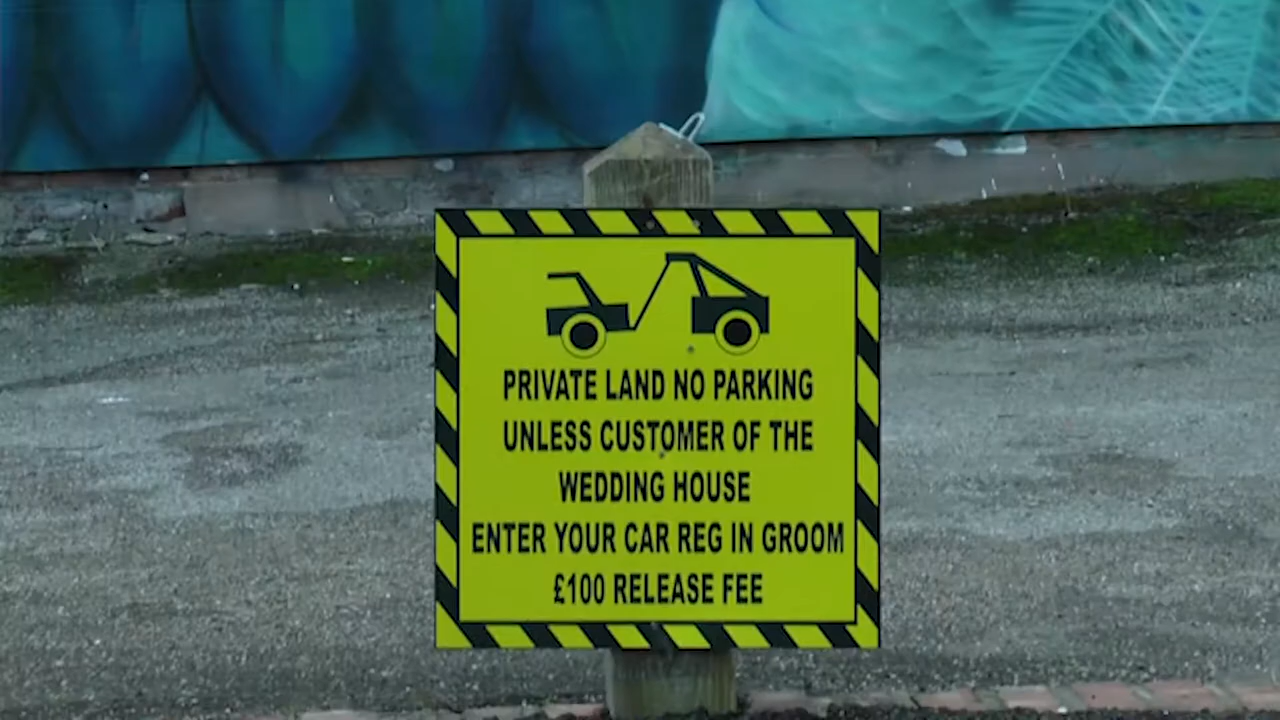 PRIVATE LAND NO PARKING
UNLESS CUSTOMER OF THE
WEDDING HOUSE
ENTER YOUR CAR REG IN GROOM
£100 RELEASE FEE